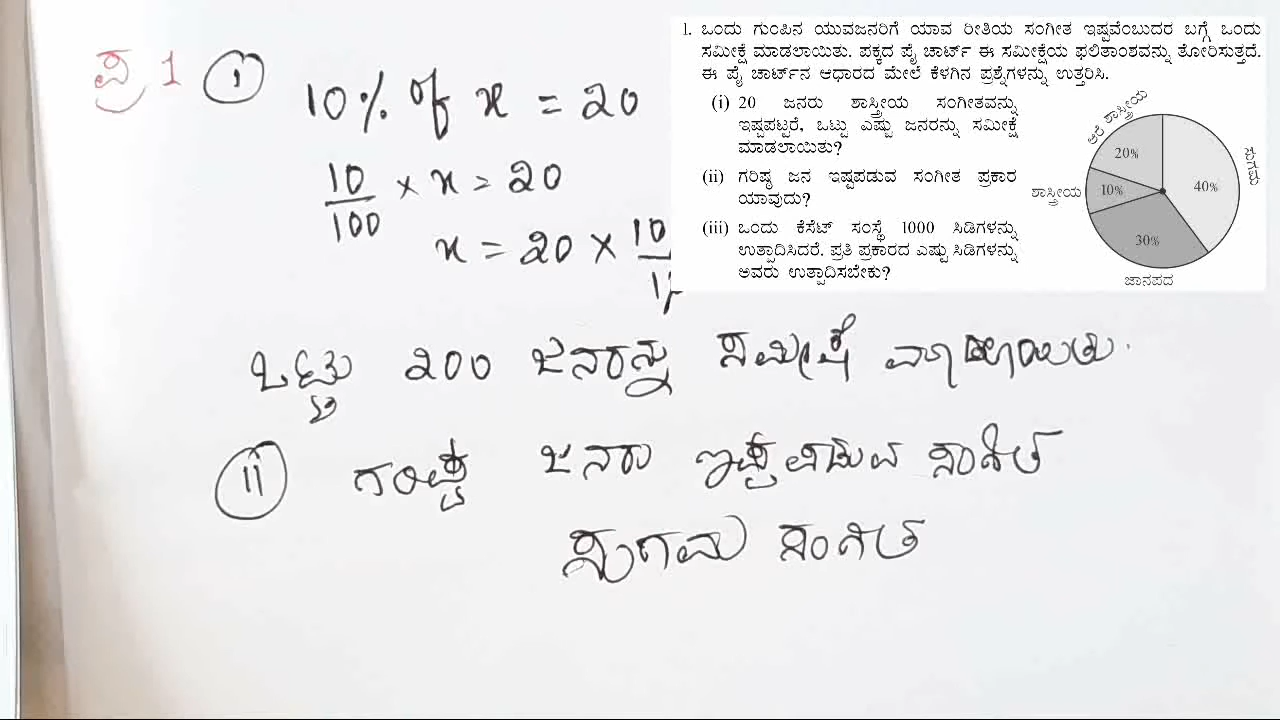 ಪ್ರ 1 (i) 10% of x = 20
10/100 × x = 20
x = 20 × 10
ಒಟ್ಟು 200 ಜನರನ್ನು ಸಮೀಕ್ಷೆ
(ii) ಗರಿಷ್ಠ ಜನರು ಇಷ್ಟಪಡುವ ಸಂಗೀತ
ಸುಗಮ ಸಂಗೀತ
1. ಒಂದು ಗುಂಪಿನ ಯುವಜನರಿಗೆ ಯಾವ ರೀತಿಯ ಸಂಗೀತ ಇಷ್ಟವೆಂಬುದರ ಬಗ್ಗೆ ಒಂದು
ಸಮೀಕ್ಷೆ ಮಾಡಲಾಯಿತು. ಪಕ್ಕದ ಪೈ ಚಾರ್ಟ್ ಈ ಸಮೀಕ್ಷೆಯ ಫಲಿತಾಂಶವನ್ನು ತೋರಿಸುತ್ತದೆ.
ಈ ಪೈ ಚಾರ್ಟ್‌ನ ಆಧಾರದ ಮೇಲೆ ಕೆಳಗಿನ ಪ್ರಶ್ನೆಗಳನ್ನು ಉತ್ತರಿಸಿ.
(i) 20 ಜನರು ಶಾಸ್ತ್ರೀಯ ಸಂಗೀತವನ್ನು
ಇಷ್ಟಪಟ್ಟರೆ, ಒಟ್ಟು ಎಷ್ಟು ಜನರನ್ನು ಸಮೀಕ್ಷೆ
ಮಾಡಲಾಯಿತು?
(ii) ಗರಿಷ್ಠ ಜನ ಇಷ್ಟಪಡುವ ಸಂಗೀತ ಪ್ರಕಾರ
ಯಾವುದು?
(iii) ಒಂದು ಕೆಸೆಟ್ ಸಂಸ್ಥೆ 1000 ಸಿಡಿಗಳನ್ನು
ಉತ್ಪಾದಿಸಿದರೆ. ಪ್ರತಿ ಪ್ರಕಾರದ ಎಷ್ಟು ಸಿಡಿಗಳನ್ನು
ಅವರು ಉತ್ಪಾದಿಸಬೇಕು?
ಅರೆ ಶಾಸ್ತ್ರೀಯ
20%
ಸುಗಮ
40%
ಶಾಸ್ತ್ರೀಯ
10%
30%
ಜಾನಪದ